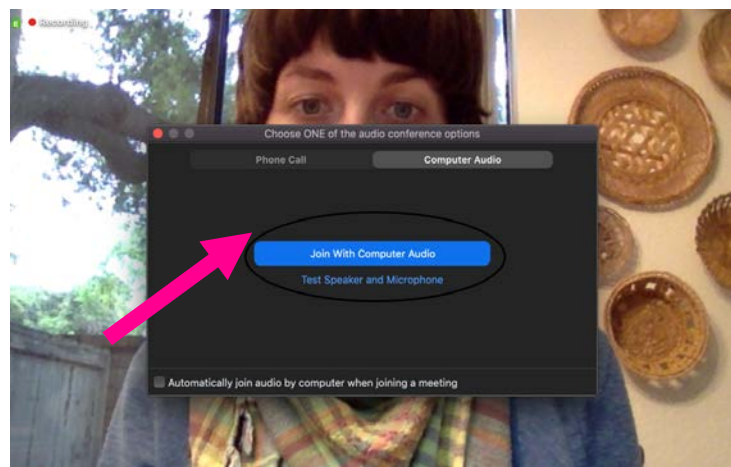 Recording
Choose ONE of the audio conference options
Phone Call
Computer Audio
Join With Computer Audio
Test Speaker and Microphone
Automatically join audio by computer when joining a meeting